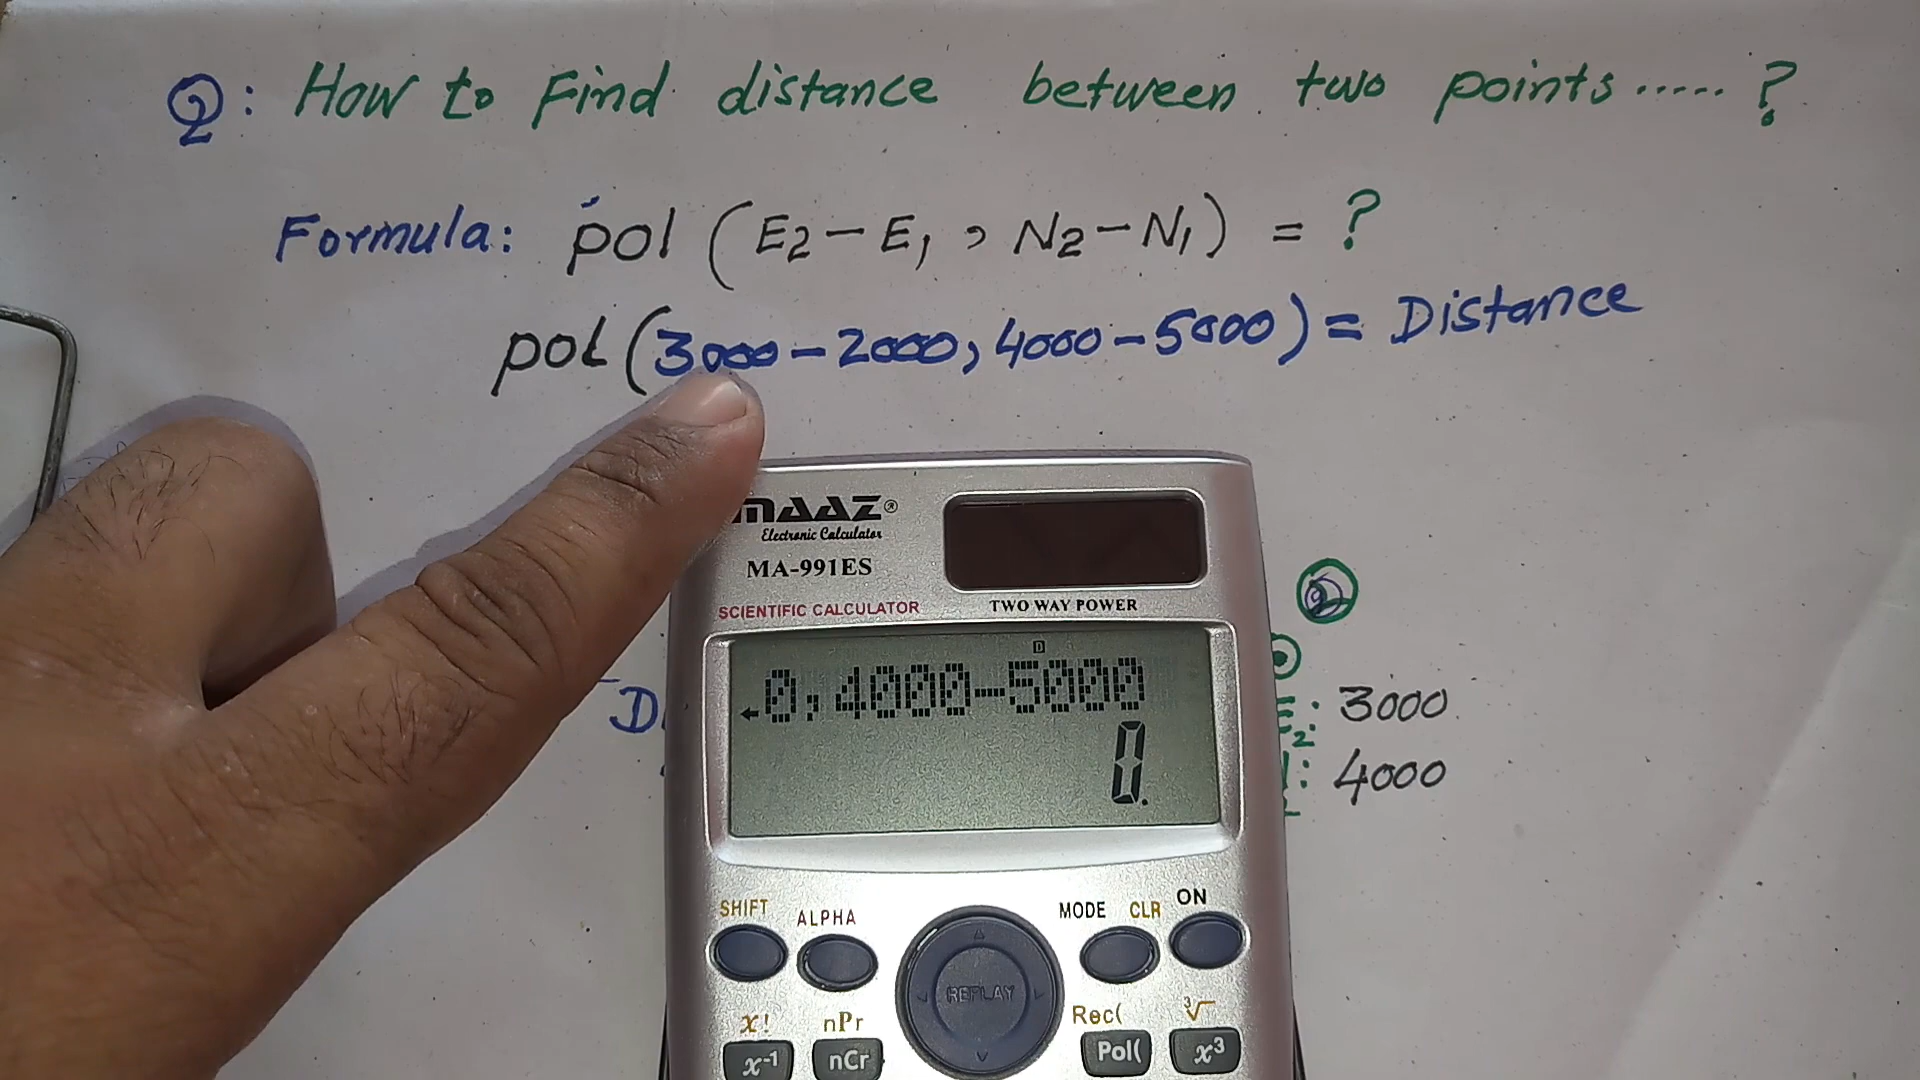 Q: How to Find distance between two points.....?
Formula: pol (E2-E1, N2-N1) = ?
pol (3000-2000, 4000-5000) = Distance
MAAZ®
Electronic Calculator
MA-991ES
SCIENTIFIC CALCULATOR
TWO WAY POWER
D
0,4000-5000
0.
2
D
E2: 3000
: 4000
SHIFT ALPHA MODE CLR ON
REPLAY
x! nPr Rec( ³√
x⁻¹ nCr Pol( x³